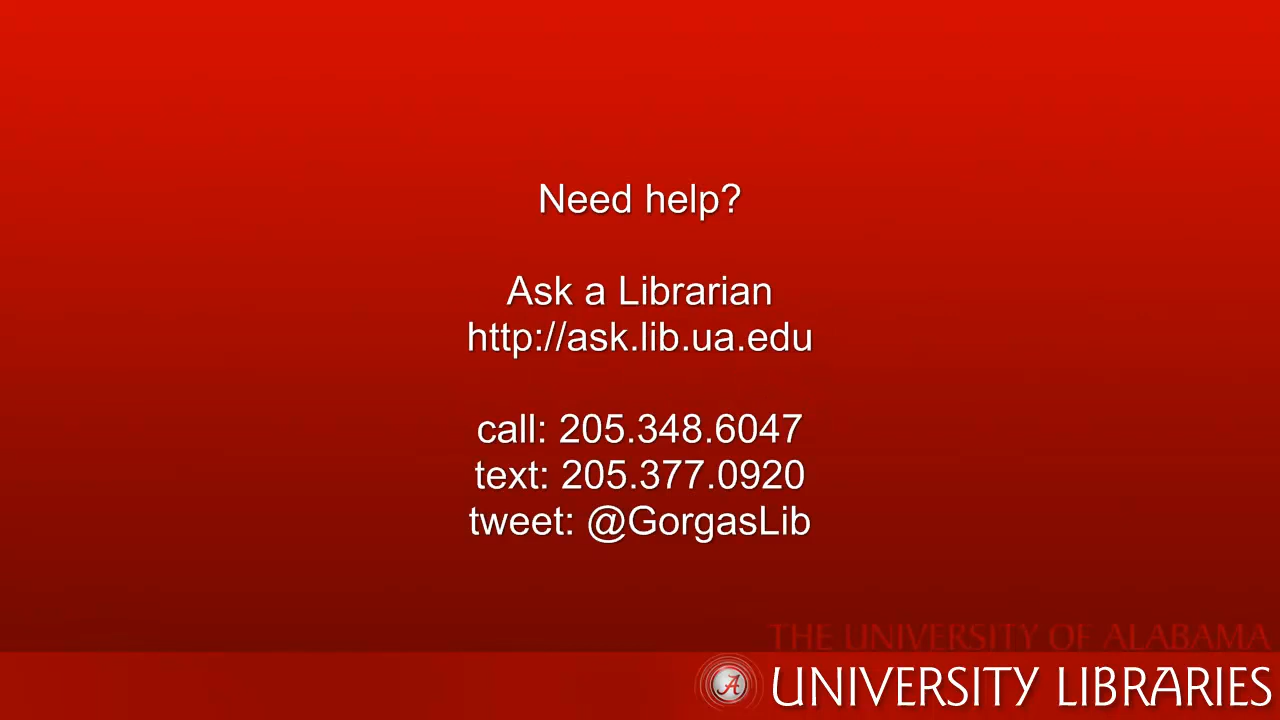 Need help?
Ask a Librarian
http://ask.lib.ua.edu
call: 205.348.6047
text: 205.377.0920
tweet: @GorgasLib
THE UNIVERSITY OF ALABAMA
A UNIVERSITY LIBRARIES